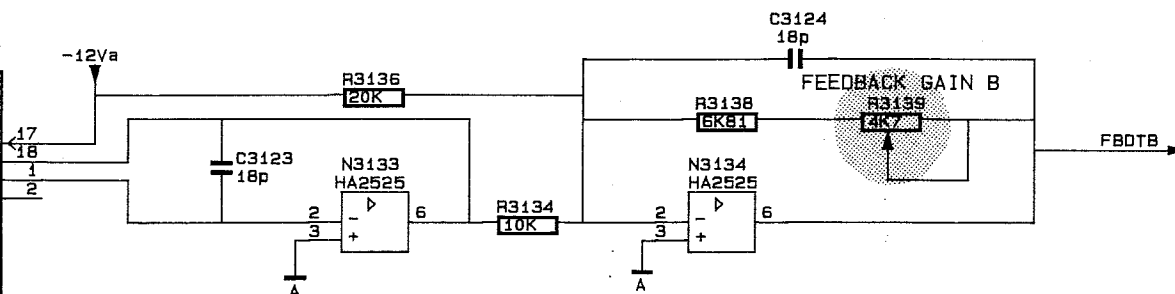 C3124
18p
-12Va
FEEDBACK GAIN B
R3136
20K
R3138
6K81
R3139
4K7
17
18
1
2
C3123
18p
N3133
HA2525
2
3
-
+
6
R3134
10K
N3134
HA2525
2
3
-
+
6
FBDTB
A
A